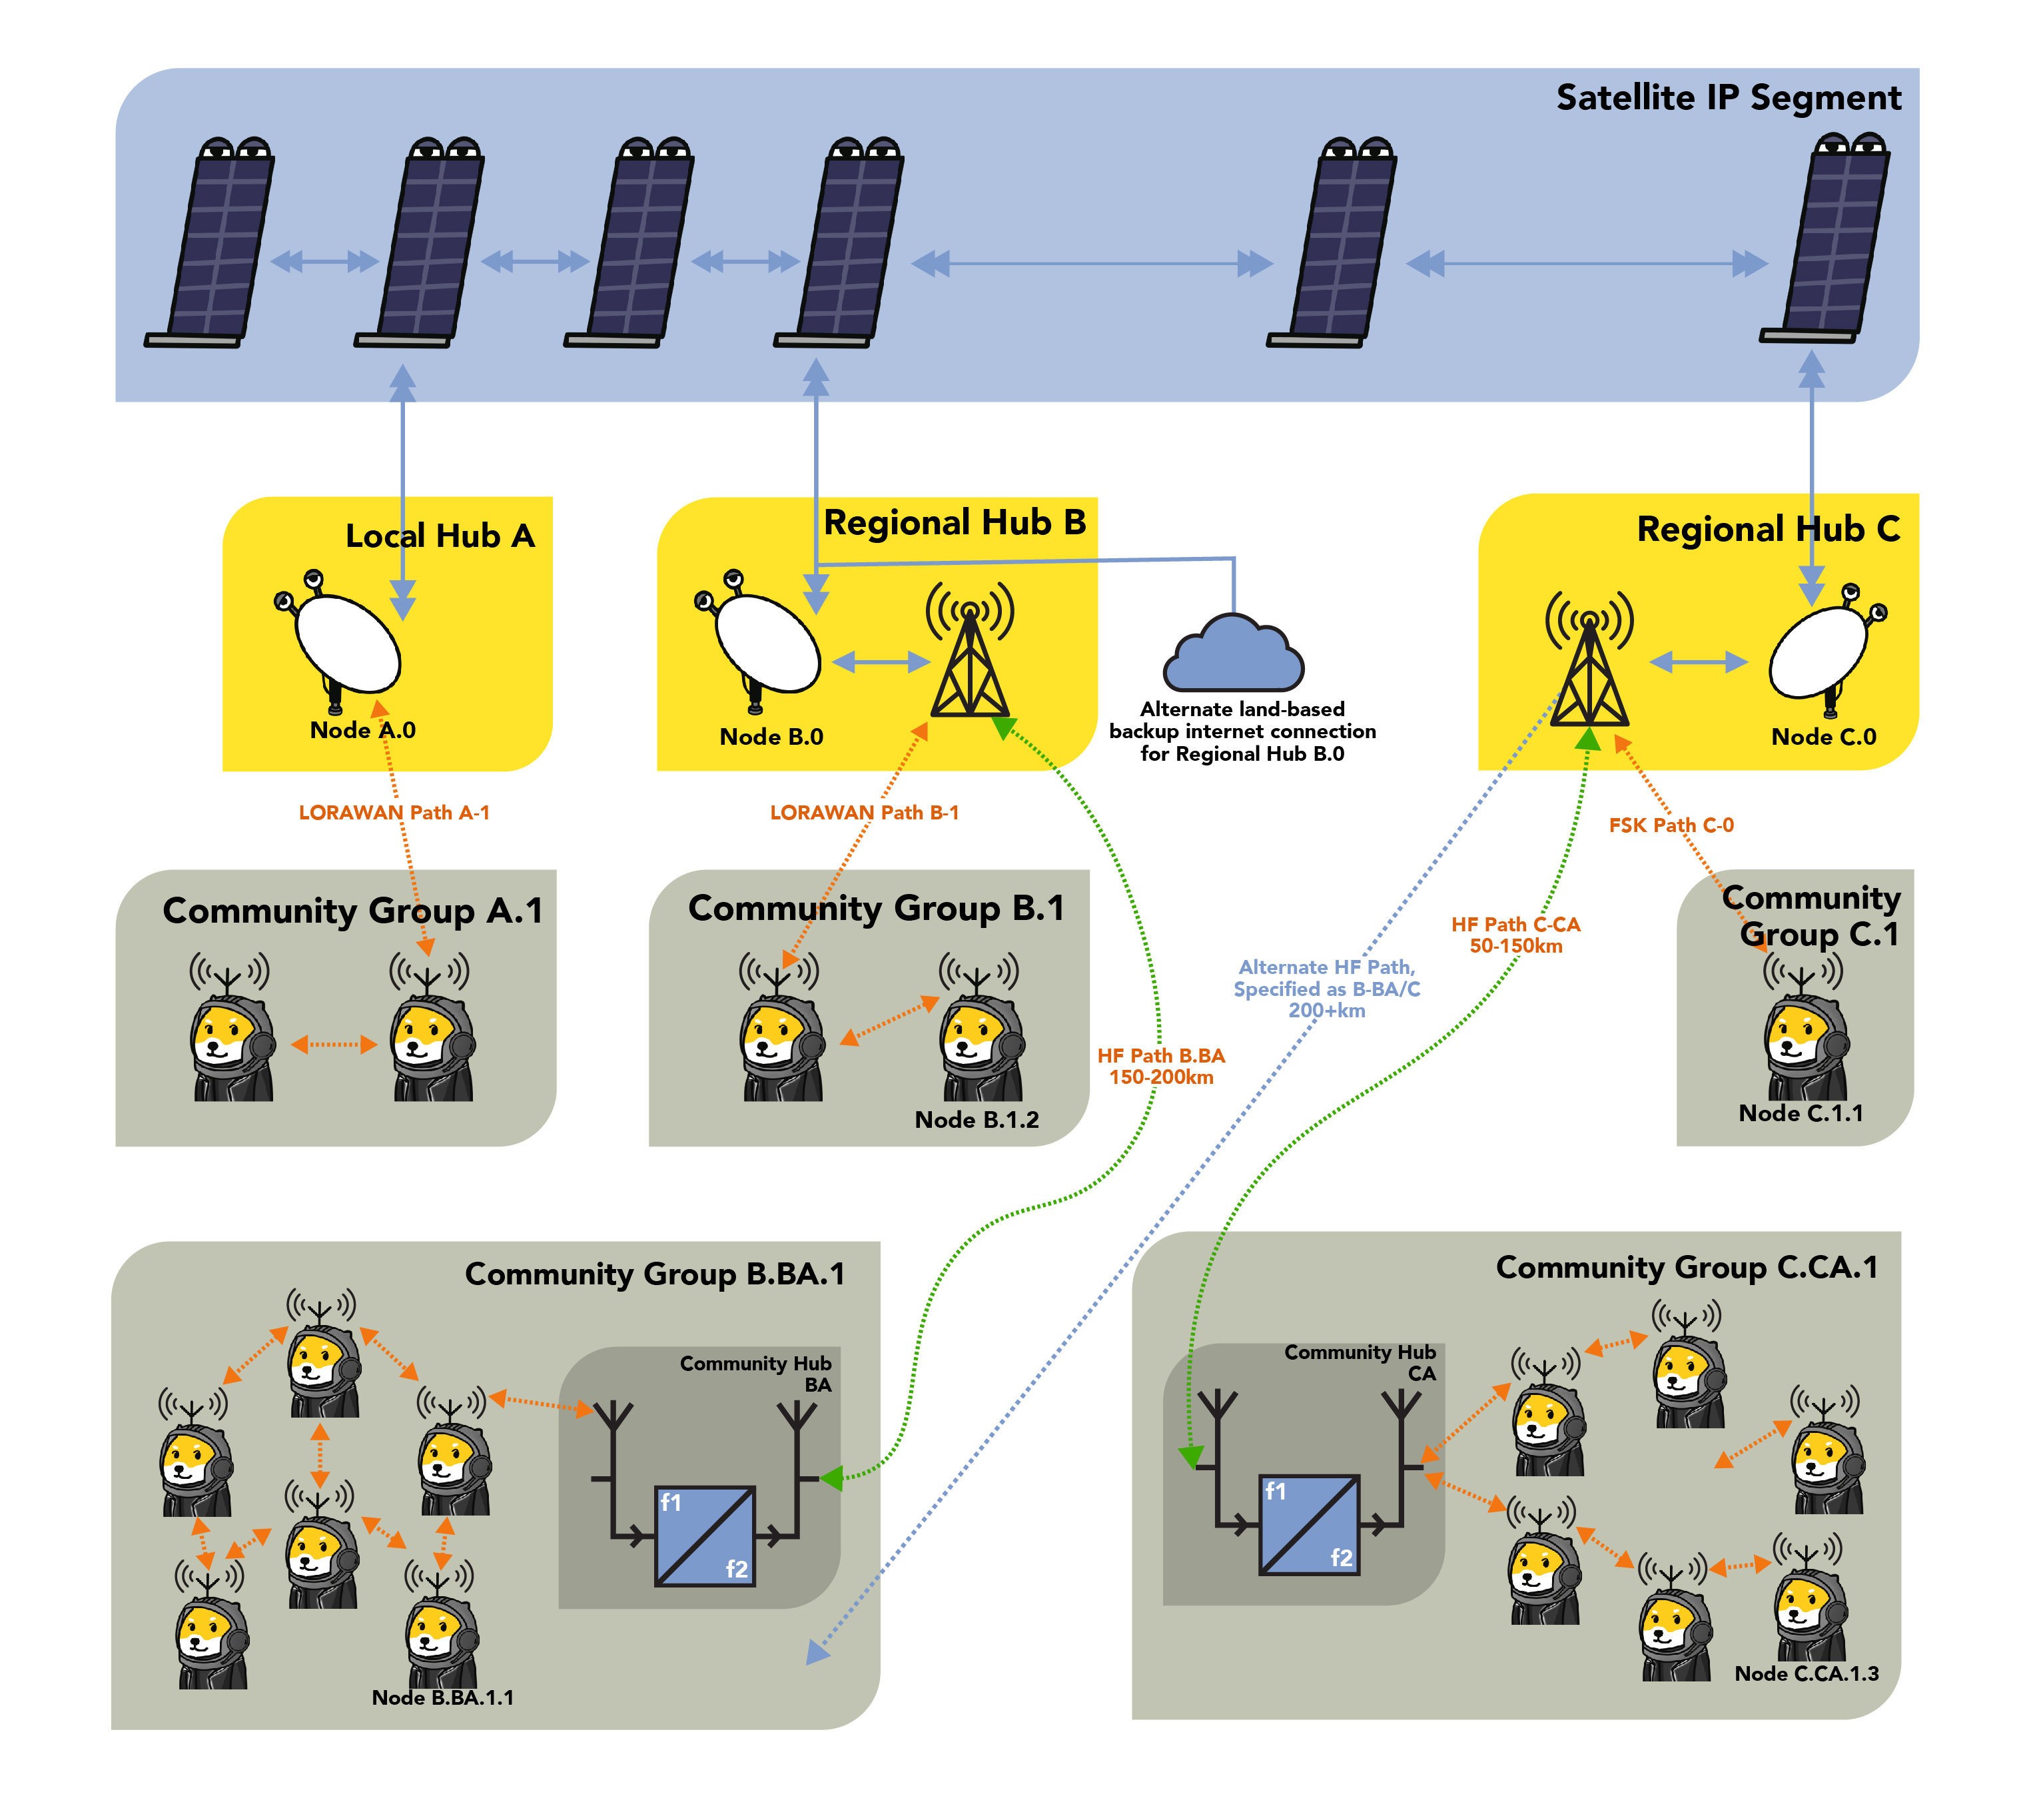 Satellite IP Segment
Local Hub A
Node A.0
Regional Hub B
Node B.0
Alternate land-based
backup internet connection
for Regional Hub B.0
Regional Hub C
Node C.0
LORAWAN Path A-1
LORAWAN Path B-1
FSK Path C-0
Community Group A.1
Community Group B.1
Node B.1.2
HF Path B.BA
150-200km
Alternate HF Path,
Specified as B-BA/C
200+km
HF Path C-CA
50-150km
Community
Group C.1
Node C.1.1
Community Group B.BA.1
Community Hub
BA
f1
f2
Node B.BA.1.1
Community Group C.CA.1
Community Hub
CA
f1
f2
Node C.CA.1.3